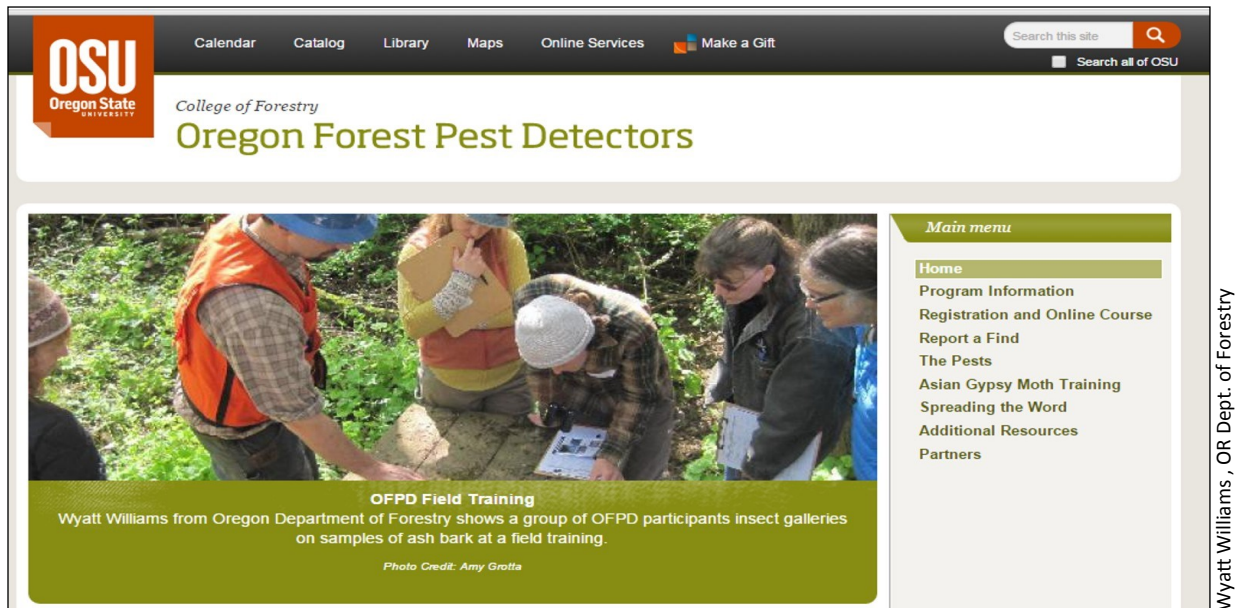 Calendar Catalog Library Maps Online Services Make a Gift
Search this site
Search all of OSU
OSU
Oregon State
UNIVERSITY
College of Forestry
Oregon Forest Pest Detectors
OFPD Field Training
Wyatt Williams from Oregon Department of Forestry shows a group of OFPD participants insect galleries
on samples of ash bark at a field training.
Photo Credit: Amy Grotta
Main menu
Home
Program Information
Registration and Online Course
Report a Find
The Pests
Asian Gypsy Moth Training
Spreading the Word
Additional Resources
Partners
Wyatt Williams , OR Dept. of Forestry